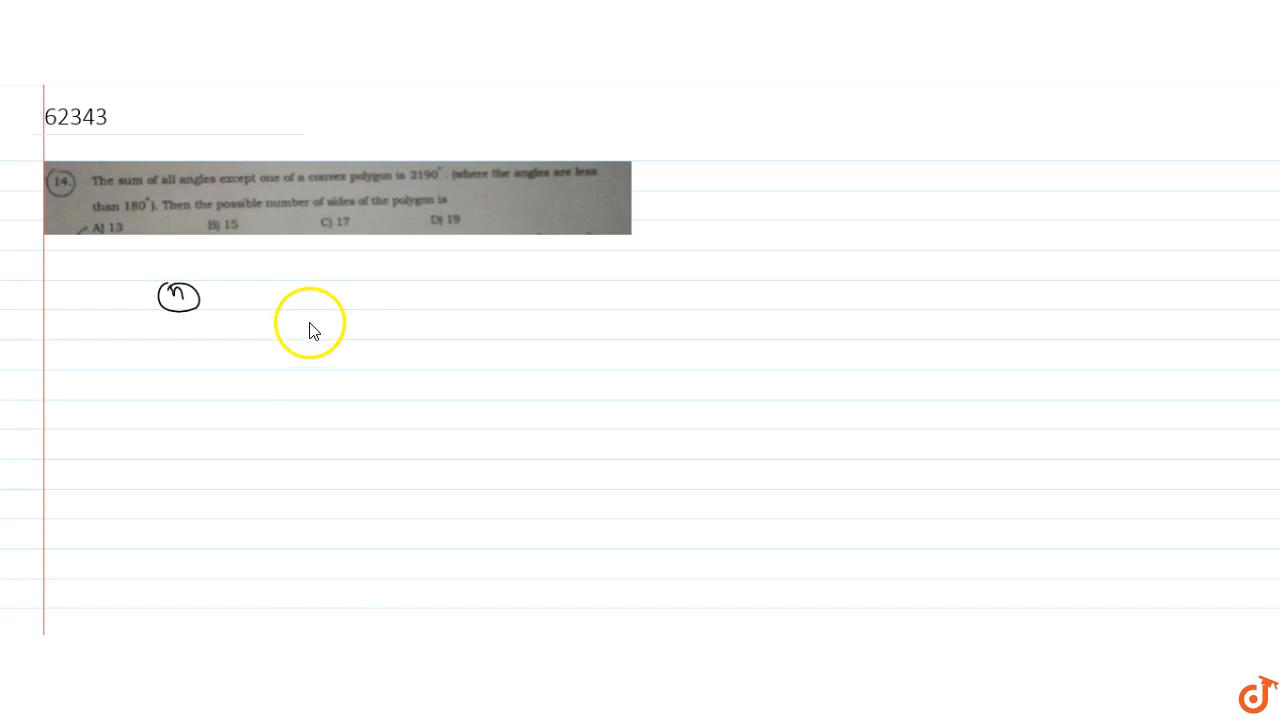 62343
14. The sum of all angles except one of a convex polygon is 2190°. (where the angles are less
than 180°). Then the possible number of sides of the polygon is
A) 13 B) 15 C) 17 D) 19
n